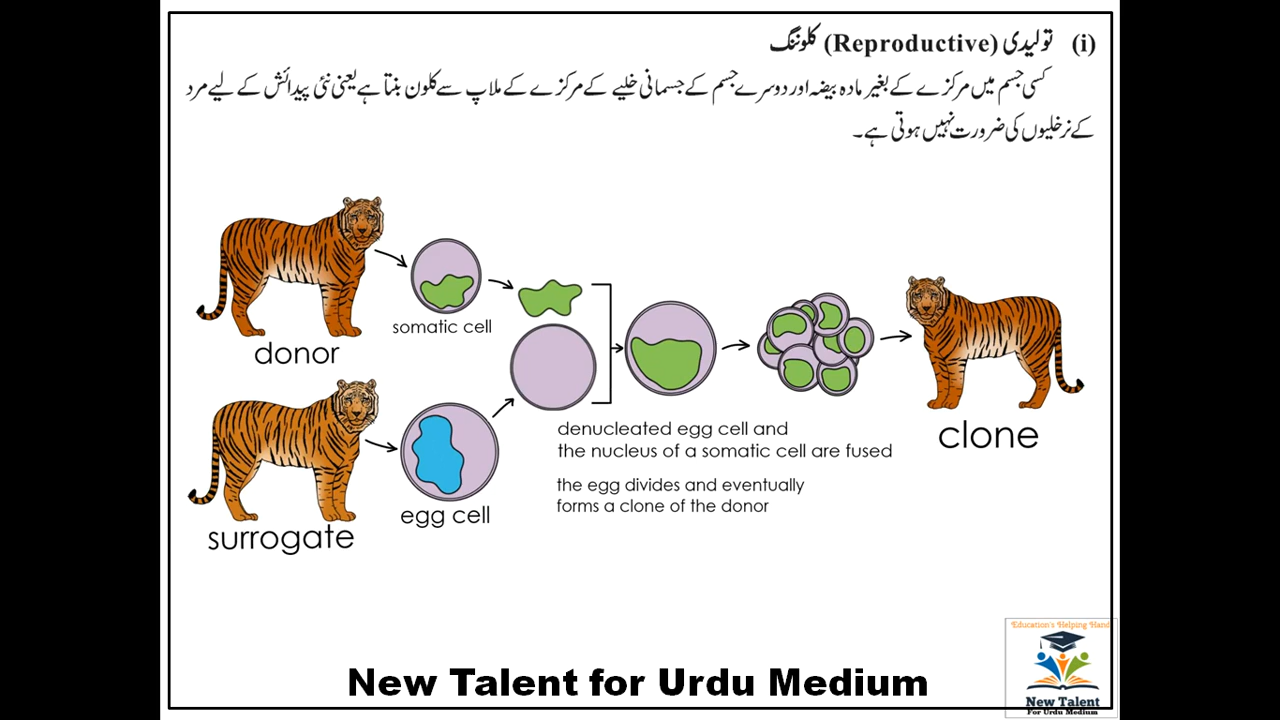 (i) تولیدی (Reproductive) کلوننگ
کسی جسم میں مرکزے کے بغیر مادہ بیضہ اور دوسرے جسم کے جسمانی خلیے کے مرکزے کے ملاپ سے کلون بنتا ہے یعنی نئی پیدائش کے لیے مرد
کے نر خلیوں کی ضرورت نہیں ہوتی ہے۔
somatic cell
donor
denucleated egg cell and
the nucleus of a somatic cell are fused
the egg divides and eventually
forms a clone of the donor
clone
egg cell
surrogate
Education's Helping Hand
New Talent
For Urdu Medium
New Talent for Urdu Medium